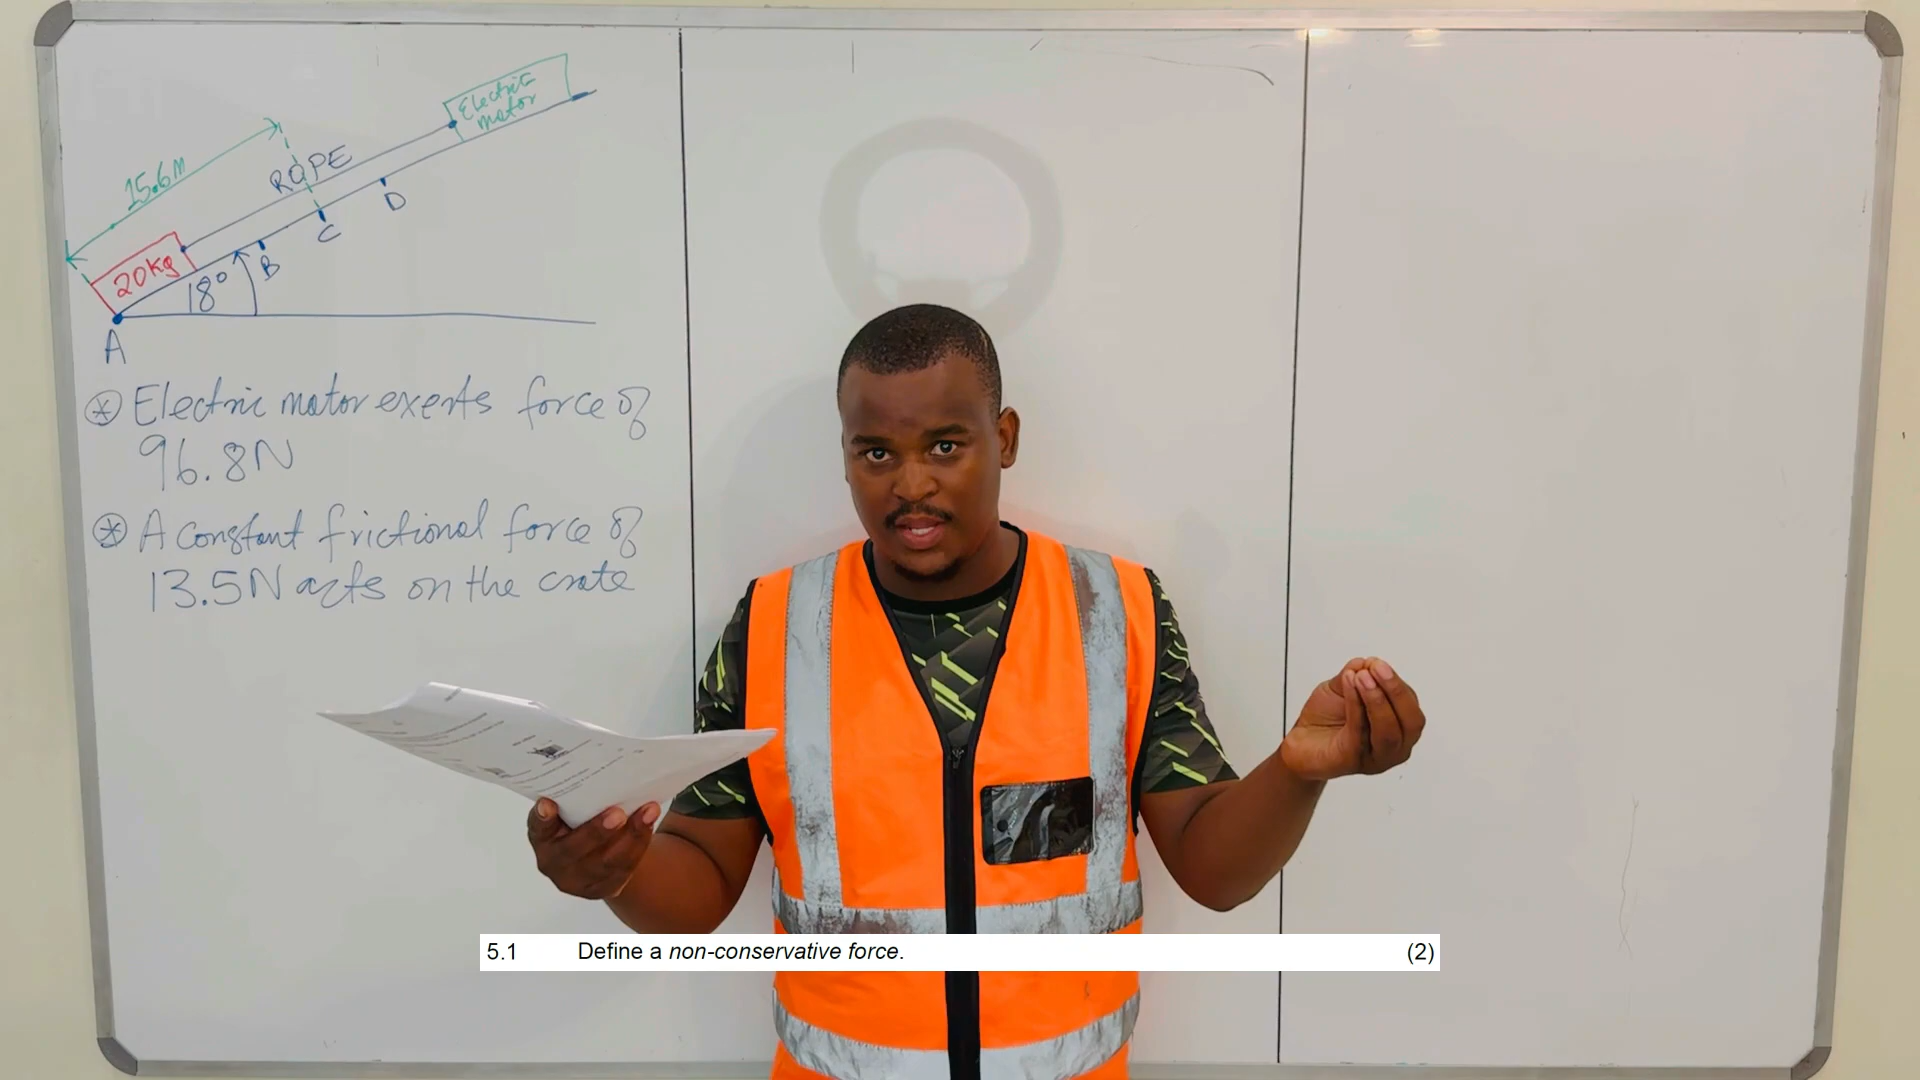 Electric
motor
15.6M
ROPE
D
C
B
20Kg
18°
A
Electric motor exerts force of
96.8N
A constant frictional force of
13.5N acts on the crate
5.1 Define a non-conservative force. (2)